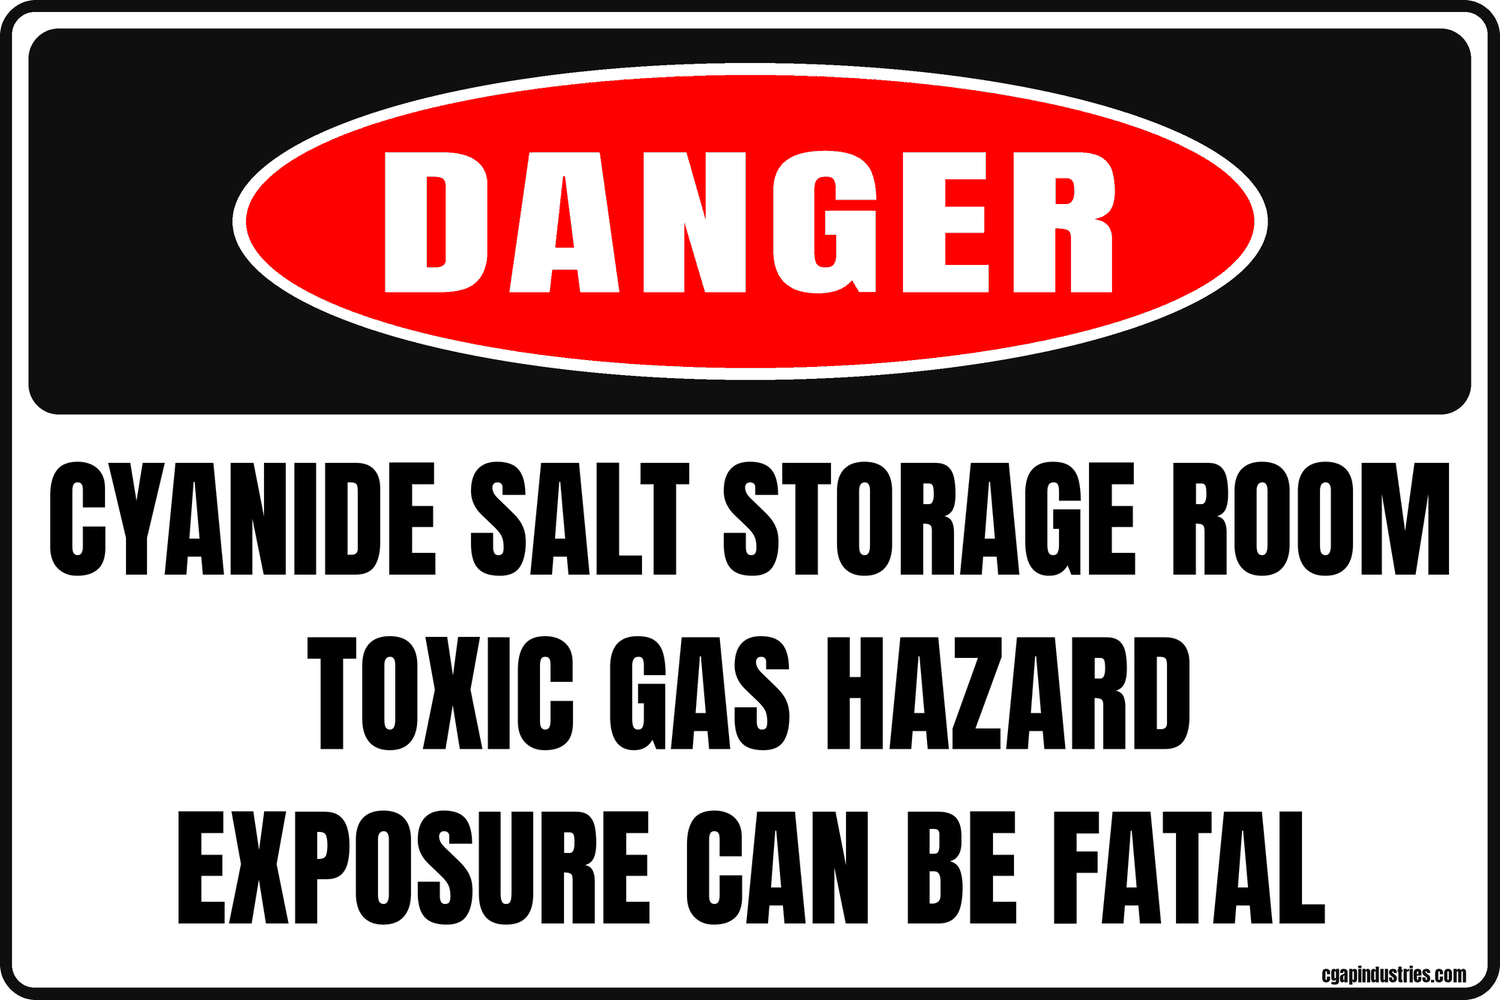 DANGER
CYANIDE SALT STORAGE ROOM
TOXIC GAS HAZARD
EXPOSURE CAN BE FATAL
cgapindustries.com